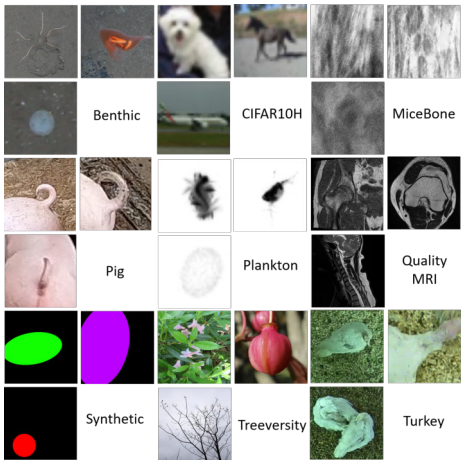 Benthic
CIFAR10H
MiceBone
Pig
Plankton
Quality
MRI
Synthetic
Treeversity
Turkey